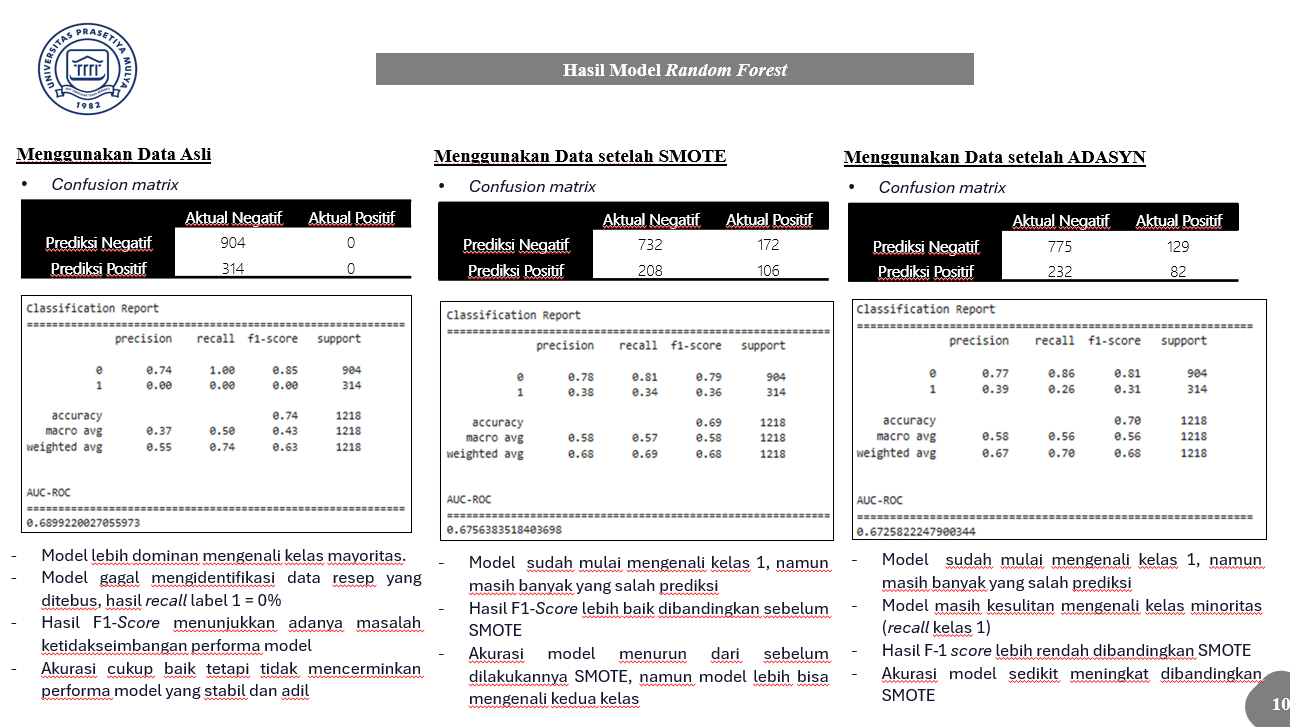 UNIVERSITAS PRASETIYA MULYA
1982
Hasil Model Random Forest
Menggunakan Data Asli
• Confusion matrix
Aktual Negatif Aktual Positif
Prediksi Negatif 904 0
Prediksi Positif 314 0
Classification Report
============================================================
precision recall f1-score support
0 0.74 1.00 0.85 904
1 0.00 0.00 0.00 314
accuracy 0.74 1218
macro avg 0.37 0.50 0.43 1218
weighted avg 0.55 0.74 0.63 1218
AUC-ROC
============================================================
0.6899220027055973
- Model lebih dominan mengenali kelas mayoritas.
- Model gagal mengidentifikasi data resep yang
ditebus, hasil recall label 1 = 0%
- Hasil F1-Score menunjukkan adanya masalah
ketidakseimbangan performa model
- Akurasi cukup baik tetapi tidak mencerminkan
performa model yang stabil dan adil
Menggunakan Data setelah SMOTE
• Confusion matrix
Aktual Negatif Aktual Positif
Prediksi Negatif 732 172
Prediksi Positif 208 106
Classification Report
============================================================
precision recall f1-score support
0 0.78 0.81 0.79 904
1 0.38 0.34 0.36 314
accuracy 0.69 1218
macro avg 0.58 0.57 0.58 1218
weighted avg 0.68 0.69 0.68 1218
AUC-ROC
============================================================
0.6756383518403698
- Model sudah mulai mengenali kelas 1, namun
masih banyak yang salah prediksi
- Hasil F1-Score lebih baik dibandingkan sebelum
SMOTE
- Akurasi model menurun dari sebelum
dilakukannya SMOTE, namun model lebih bisa
mengenali kedua kelas
Menggunakan Data setelah ADASYN
• Confusion matrix
Aktual Negatif Aktual Positif
Prediksi Negatif 775 129
Prediksi Positif 232 82
Classification Report
============================================================
precision recall f1-score support
0 0.77 0.86 0.81 904
1 0.39 0.26 0.31 314
accuracy 0.70 1218
macro avg 0.58 0.56 0.56 1218
weighted avg 0.67 0.70 0.68 1218
AUC-ROC
============================================================
0.6725822247900344
- Model sudah mulai mengenali kelas 1, namun
masih banyak yang salah prediksi
- Model masih kesulitan mengenali kelas minoritas
(recall kelas 1)
- Hasil F-1 score lebih rendah dibandingkan SMOTE
- Akurasi model sedikit meningkat dibandingkan
SMOTE
10